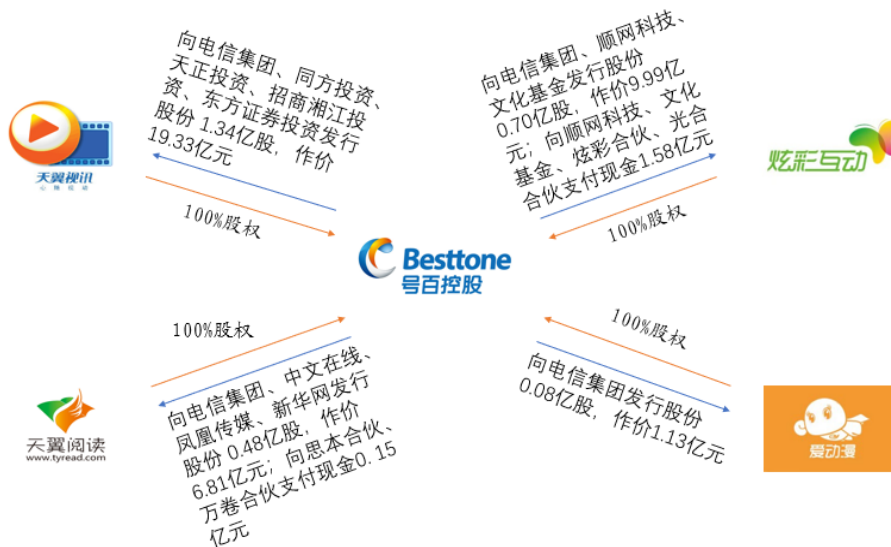 向电信集团、同方投资、
天正投资、招商湘江投
资、东方证券投资发行
股份 1.34亿股，作价
19.33亿元
向电信集团、顺网科技、
文化基金发行股份
0.70亿股，作价9.99亿
元；向顺网科技、文化
基金、炫彩合伙、光合
合伙支付现金1.58亿元
天翼视讯
心随视动
炫彩互动
100%股权
100%股权
Besttone
号百控股
100%股权
100%股权
天翼阅读
www.tyread.com
向电信集团、中文在线、
凤凰传媒、新华网发行
股份 0.48亿股，作价
6.81亿元；向思本合伙、
万卷合伙支付现金0.15
亿元
向电信集团发行股份
0.08亿股，作价1.13亿元
爱动漫